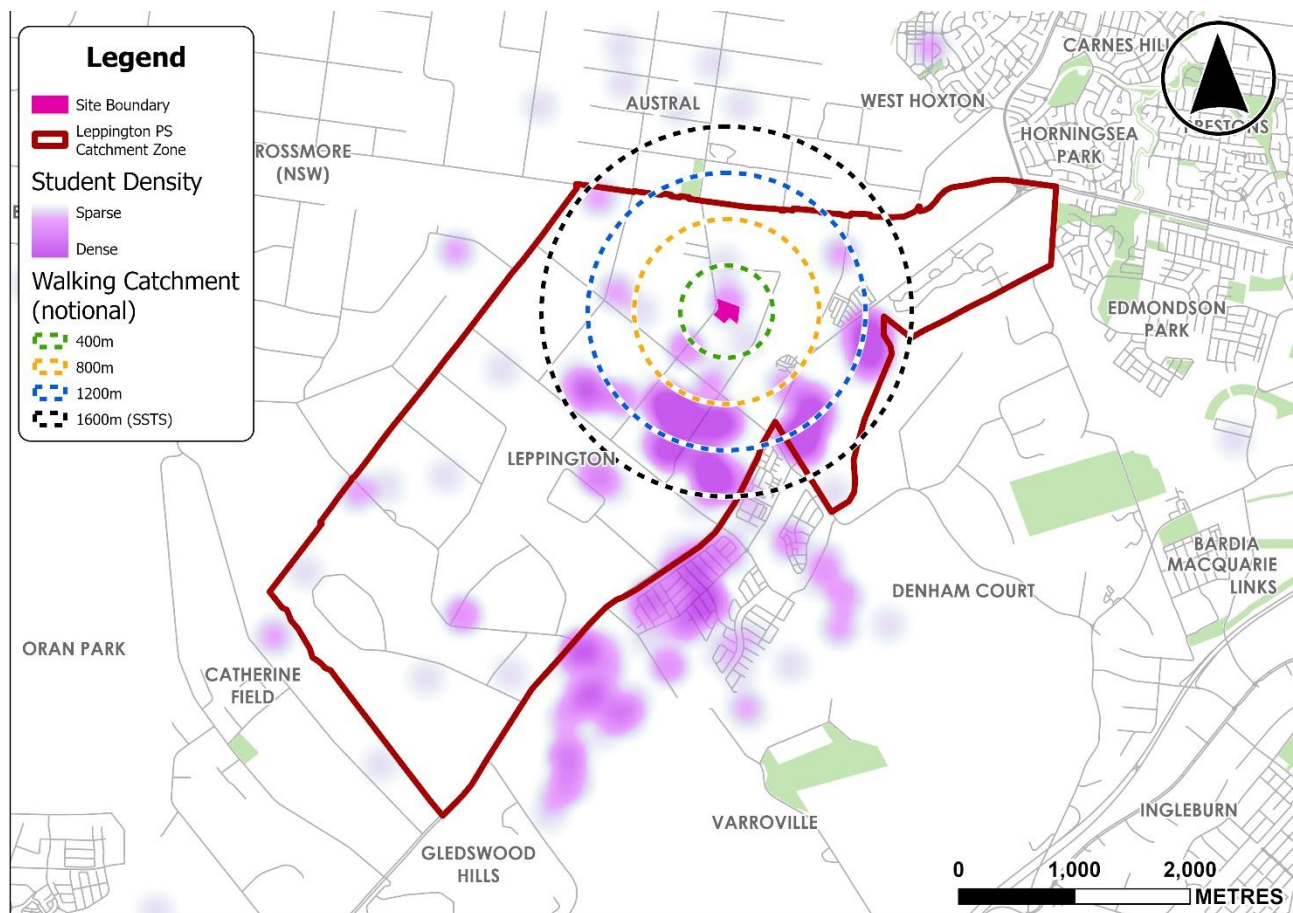 Legend
Site Boundary
Leppington PS
Catchment Zone
Student Density
Sparse
Dense
Walking Catchment
(notional)
400m
800m
1200m
1600m (SSTS)
CARNES HILL
AUSTRAL
WEST HOXTON
HORNINGSEA
PARK
ROSSMORE
(NSW)
EDMONDSON
PARK
LEPPINGTON
BARDIA
MACQUARIE
LINKS
DENHAM COURT
ORAN PARK
CATHERINE
FIELD
INGLEBURN
VARROVILLE
GLEDSWOOD
HILLS
0
1,000
2,000
METRES